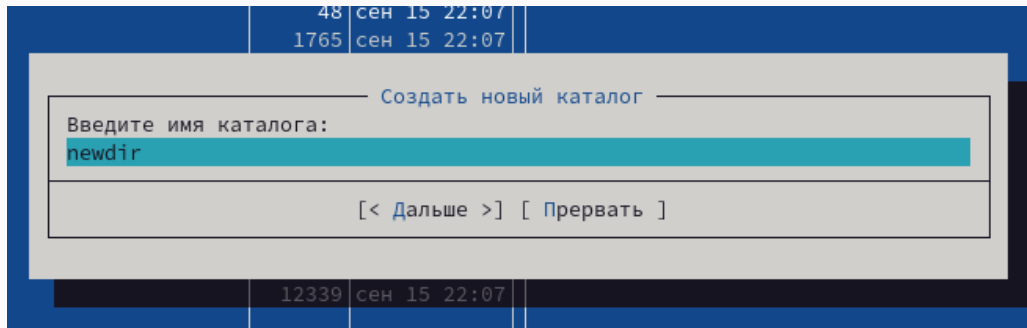 48 сен 15 22:07
1765 сен 15 22:07
Создать новый каталог
Введите имя каталога:
newdir
[< Дальше >] [ Прервать ]
12339 сен 15 22:07